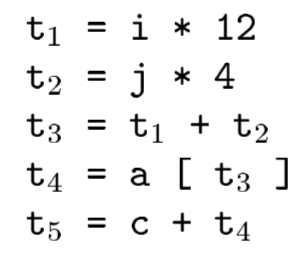 t₁ = i * 12
t₂ = j * 4
t₃ = t₁ + t₂
t₄ = a [ t₃ ]
t₅ = c + t₄